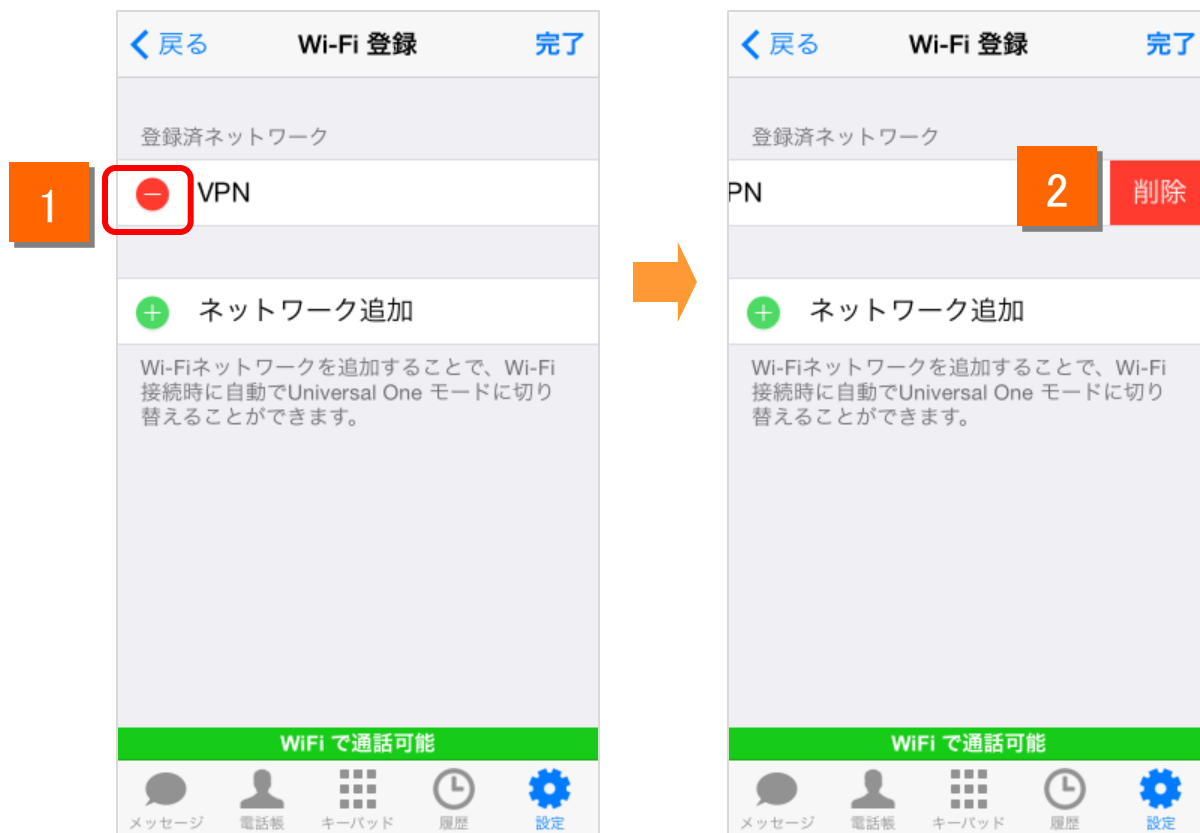 戻る
Wi-Fi 登録
完了
登録済ネットワーク
1
VPN
ネットワーク追加
Wi-Fiネットワークを追加することで、Wi-Fi
接続時に自動でUniversal One モードに切り
替えることができます。
WiFi で通話可能
メッセージ
電話帳
キーパッド
履歴
設定
戻る
Wi-Fi 登録
完了
登録済ネットワーク
PN
2
削除
ネットワーク追加
Wi-Fiネットワークを追加することで、Wi-Fi
接続時に自動でUniversal One モードに切り
替えることができます。
WiFi で通話可能
メッセージ
電話帳
キーパッド
履歴
設定